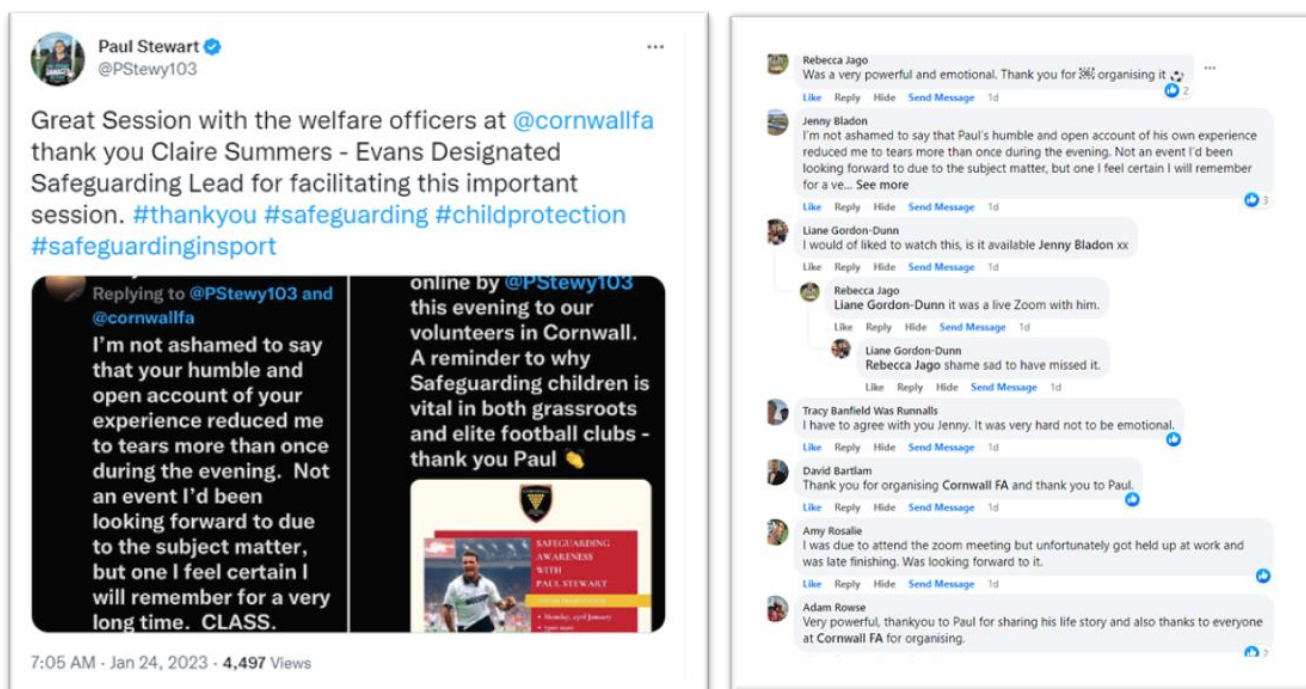 Paul Stewart
@PStewy103
Great Session with the welfare officers at @cornwallfa
thank you Claire Summers - Evans Designated
Safeguarding Lead for facilitating this important
session. #thankyou #safeguarding #childprotection
#safeguardinginsport
Replying to @PStewy103 and
@cornwallfa
I'm not ashamed to say
that your humble and
open account of your
experience reduced me
to tears more than once
during the evening. Not
an event I'd been
looking forward to due
to the subject matter,
but one I feel certain I
will remember for a very
long time. CLASS.
online by @PStewy103
this evening to our
volunteers in Cornwall.
A reminder to why
Safeguarding children is
vital in both grassroots
and elite football clubs -
thank you Paul 👏
SAFEGUARDING
AWARENESS
WITH
PAUL STEWART
7:05 AM · Jan 24, 2023 · 4,497 Views
Rebecca Jago
Was a very powerful and emotional. Thank you for organising it ⚽
Like Reply Hide Send Message 1d
2
Jenny Bladon
I'm not ashamed to say that Paul's humble and open account of his own experience
reduced me to tears more than once during the evening. Not an event I'd been
looking forward to due to the subject matter, but one I feel certain I will remember
for a ve... See more
Like Reply Hide Send Message 1d
3
Liane Gordon-Dunn
I would of liked to watch this, is it available Jenny Bladon xx
Like Reply Hide Send Message 1d
Rebecca Jago
Liane Gordon-Dunn it was a live Zoom with him.
Like Reply Hide Send Message 1d
Liane Gordon-Dunn
Rebecca Jago shame sad to have missed it.
Like Reply Hide Send Message 1d
Tracy Banfield Was Runnalls
I have to agree with you Jenny. It was very hard not to be emotional.
Like Reply Hide Send Message 1d
David Bartlam
Thank you for organising Cornwall FA and thank you to Paul.
Like Reply Hide Send Message 1d
Amy Rosalie
I was due to attend the zoom meeting but unfortunately got held up at work and
was late finishing. Was looking forward to it.
Like Reply Hide Send Message 1d
Adam Rowse
Very powerful, thankyou to Paul for sharing his life story and also thanks to everyone
at Cornwall FA for organising.
2